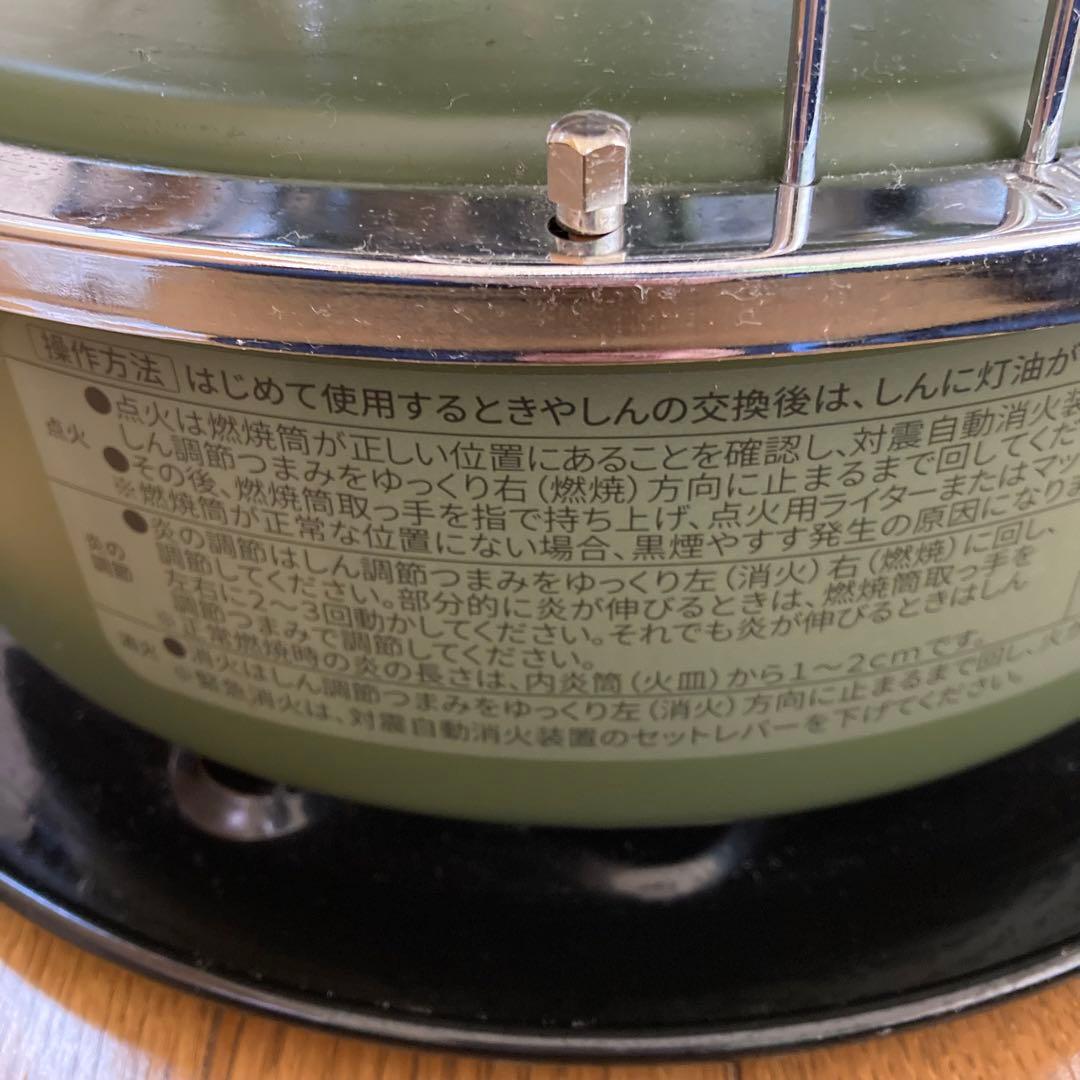 操作方法 はじめて使用するときやしんの交換後は、しんに灯油が
点火
●点火は燃焼筒が正しい位置にあることを確認し、対震自動消火装
しん調節つまみをゆっくり右(燃焼)方向に止まるまで回してくだ
●その後、燃焼筒取っ手を指で持ち上げ、点火用ライターまたはマッ
※燃焼筒が正常な位置にない場合、黒煙やすす発生の原因になりま
炎の
調節
●炎の調節はしん調節つまみをゆっくり左(消火)右(燃焼)に回し、
調節してください。部分的に炎が伸びるときは、燃焼筒取っ手を
左右に2~3回動かしてください。それでも炎が伸びるときはしん
調節つまみで調節してください。
※正常燃焼時の炎の長さは、内炎筒(火皿)から1~2cmです。
消火
●消火はしん調節つまみをゆっくり左(消火)方向に止まるまで回し、火
※緊急消火は、対震自動消火装置のセットレバーを下げてください。